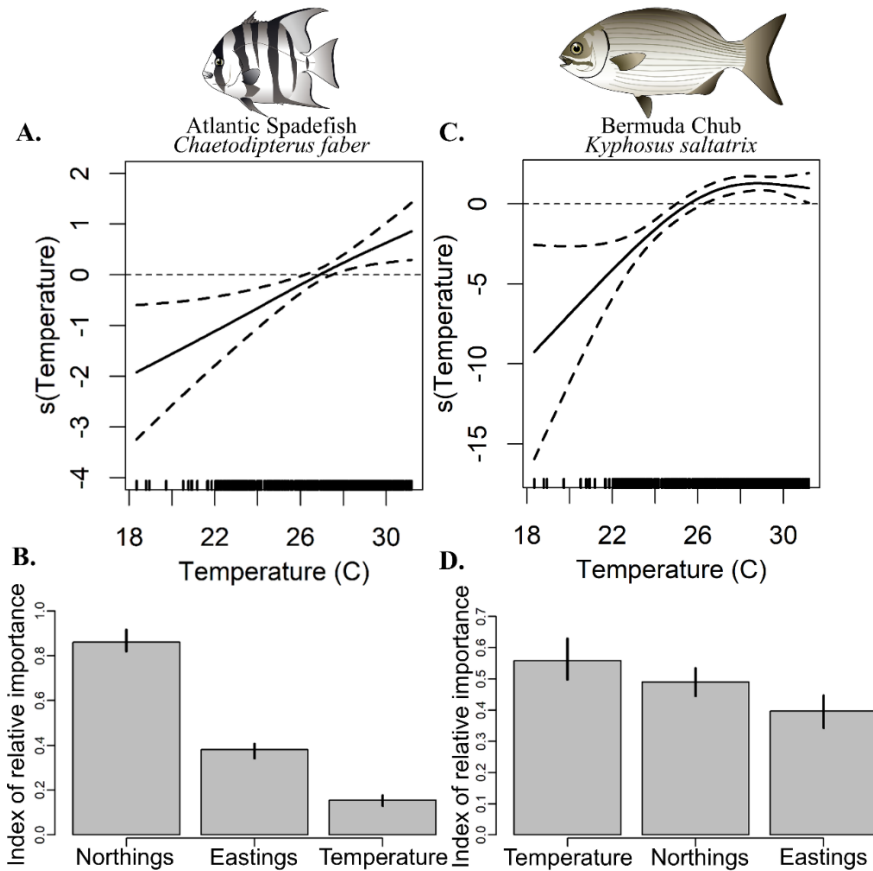 A.
Atlantic Spadefish
Chaetodipterus faber
2
1
0
-1
-2
-3
-4
s(Temperature)
18 22 26 30
Temperature (C)
B.
1.0
0.8
0.6
0.4
0.2
0.0
Index of relative importance
Northings Eastings Temperature
C.
Bermuda Chub
Kyphosus saltatrix
0
-5
-10
-15
s(Temperature)
18 22 26 30
Temperature (C)
D.
0.7
0.6
0.5
0.4
0.3
0.2
0.1
0.0
Index of relative importance
Temperature Northings Eastings